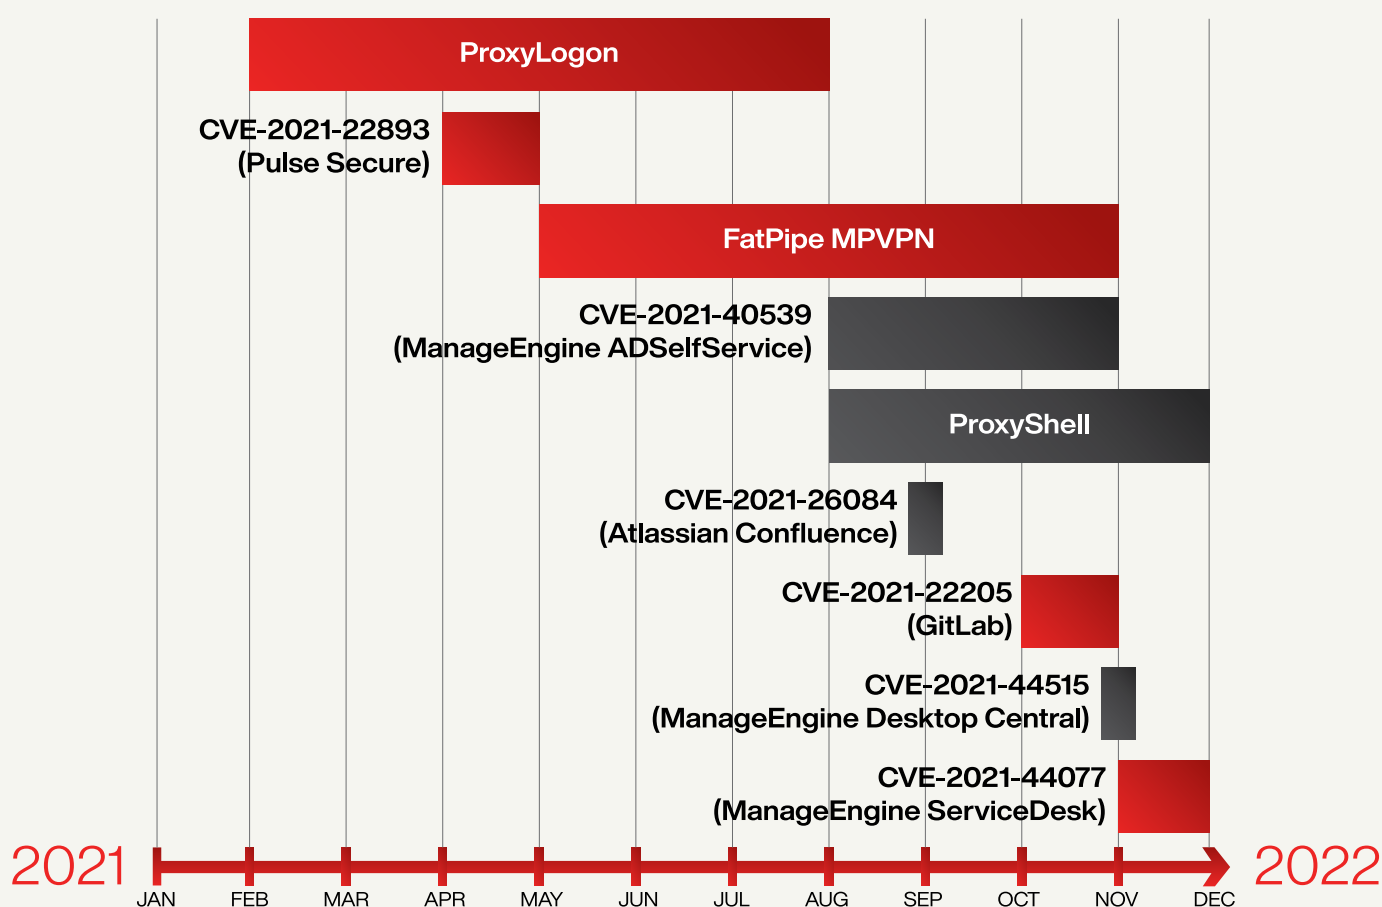 ProxyLogon
CVE-2021-22893
(Pulse Secure)
FatPipe MPVPN
CVE-2021-40539
(ManageEngine ADSelfService)
ProxyShell
CVE-2021-26084
(Atlassian Confluence)
CVE-2021-22205
(GitLab)
CVE-2021-44515
(ManageEngine Desktop Central)
CVE-2021-44077
(ManageEngine ServiceDesk)
2021
2022
JAN FEB MAR APR MAY JUN JUL AUG SEP OCT NOV DEC